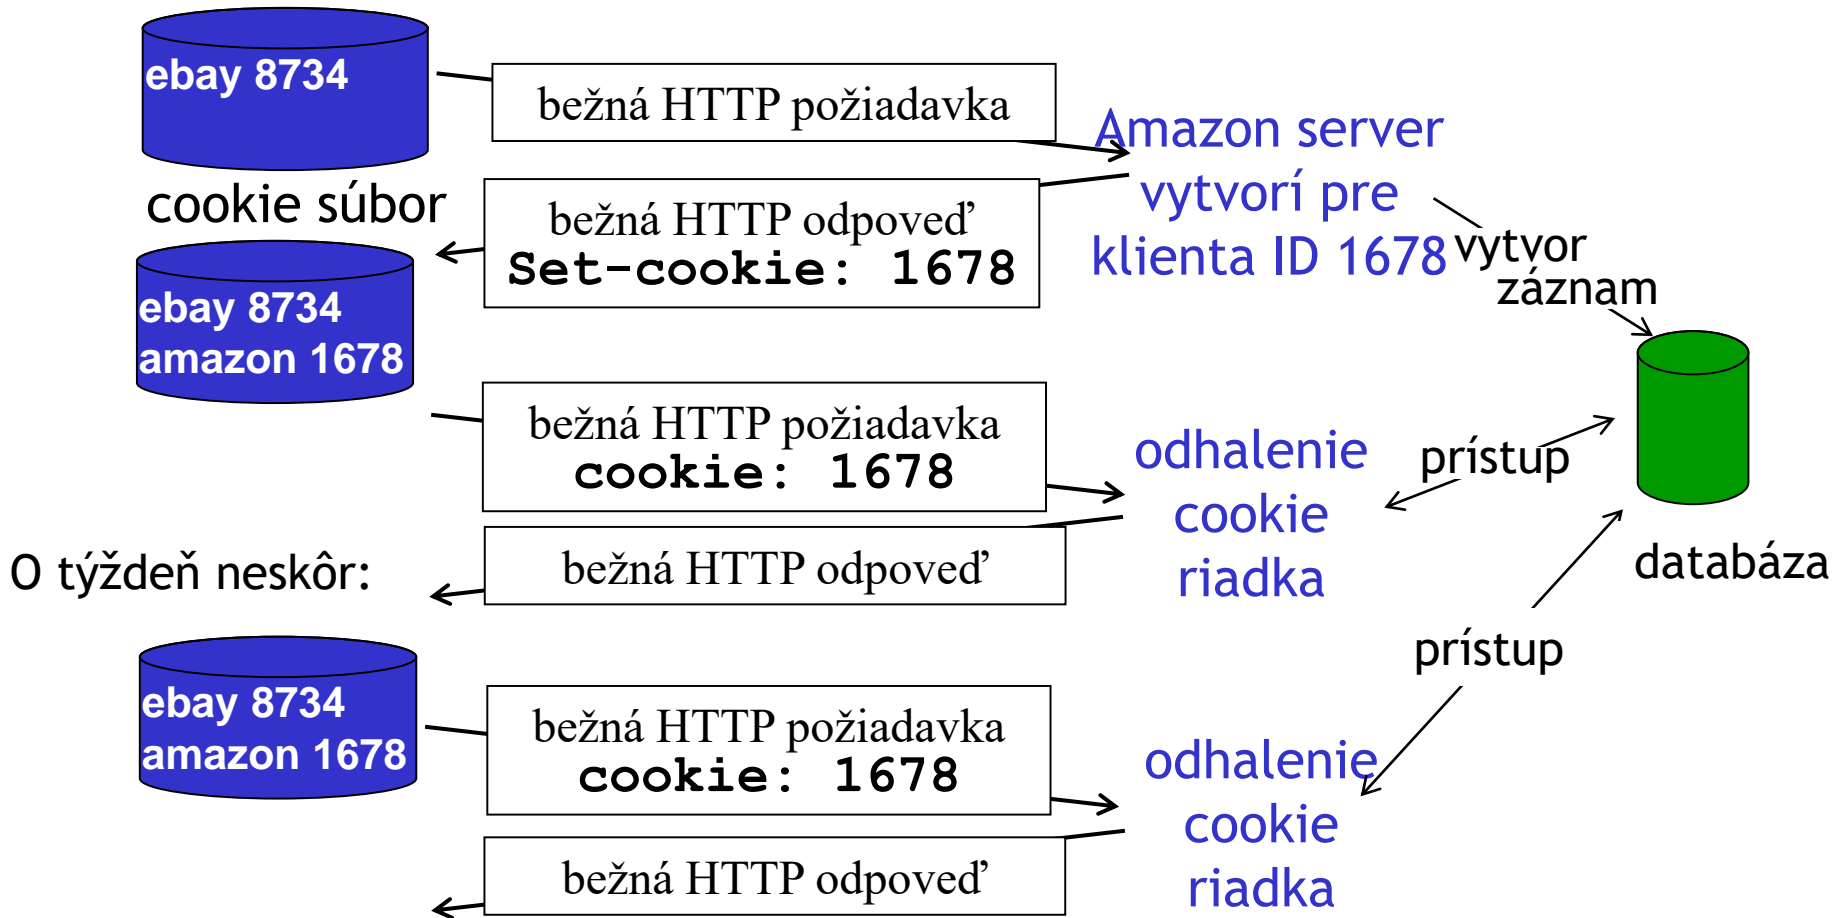 ebay 8734
bežná HTTP požiadavka
Amazon server
vytvorí pre
klienta ID 1678
cookie súbor
bežná HTTP odpoveď
Set-cookie: 1678
vytvor
záznam
ebay 8734
amazon 1678
bežná HTTP požiadavka
cookie: 1678
odhalenie
cookie
riadka
prístup
databáza
bežná HTTP odpoveď
O týždeň neskôr:
prístup
ebay 8734
amazon 1678
bežná HTTP požiadavka
cookie: 1678
odhalenie
cookie
riadka
bežná HTTP odpoveď